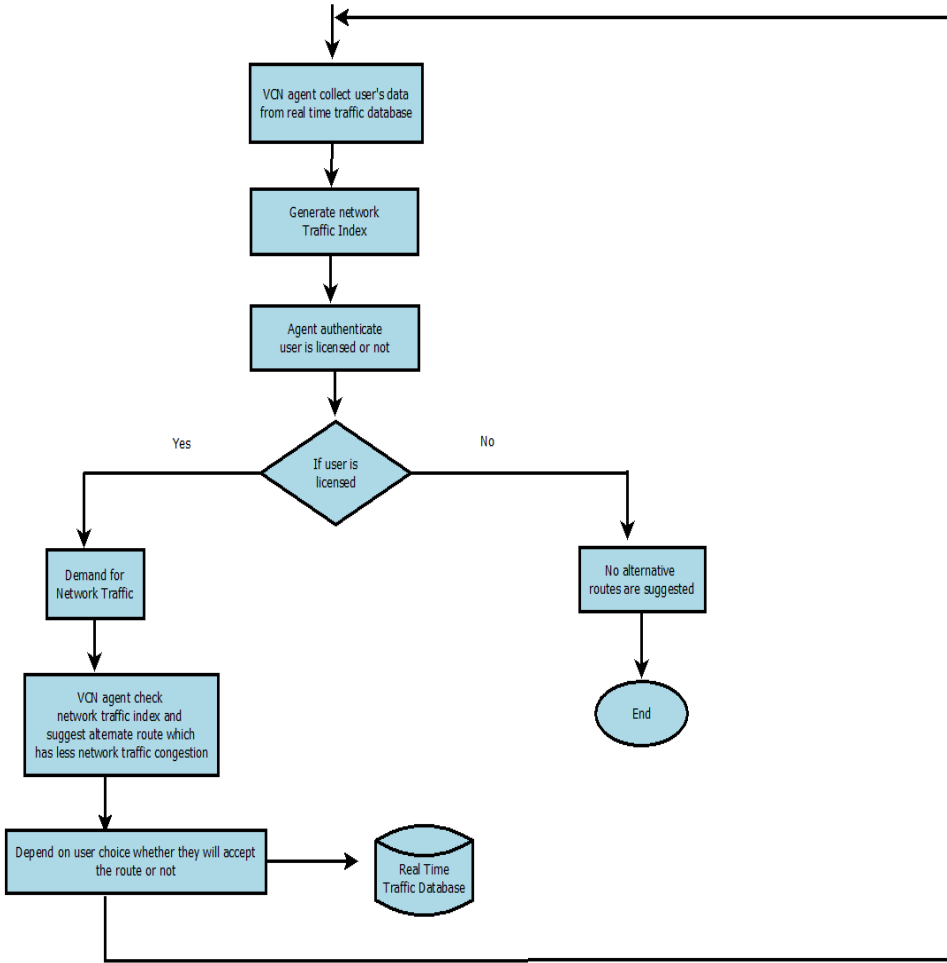 VCN agent collect user's data
from real time traffic database
Generate network
Traffic Index
Agent authenticate
user is licensed or not
Yes
No
If user is
licensed
Demand for
Network Traffic
No alternative
routes are suggested
VCN agent check
network traffic index and
suggest alternate route which
has less network traffic congestion
End
Depend on user choice whether they will accept
the route or not
Real Time
Traffic Database